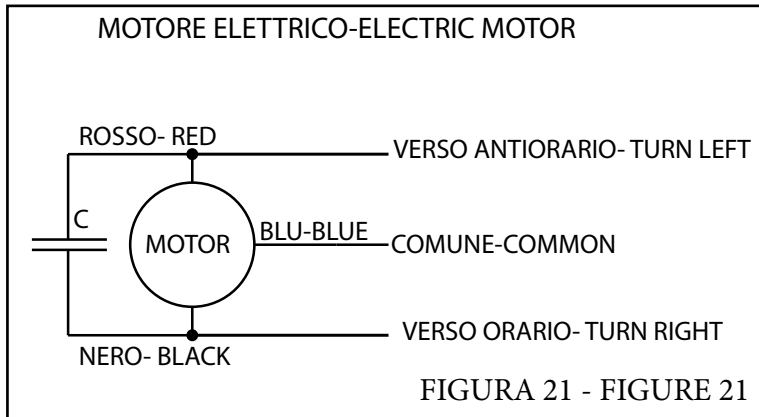 MOTORE ELETTRICO-ELECTRIC MOTOR
ROSSO- RED
VERSO ANTIORARIO- TURN LEFT
C
MOTOR
BLU-BLUE
COMUNE-COMMON
VERSO ORARIO- TURN RIGHT
NERO- BLACK
FIGURA 21 - FIGURE 21